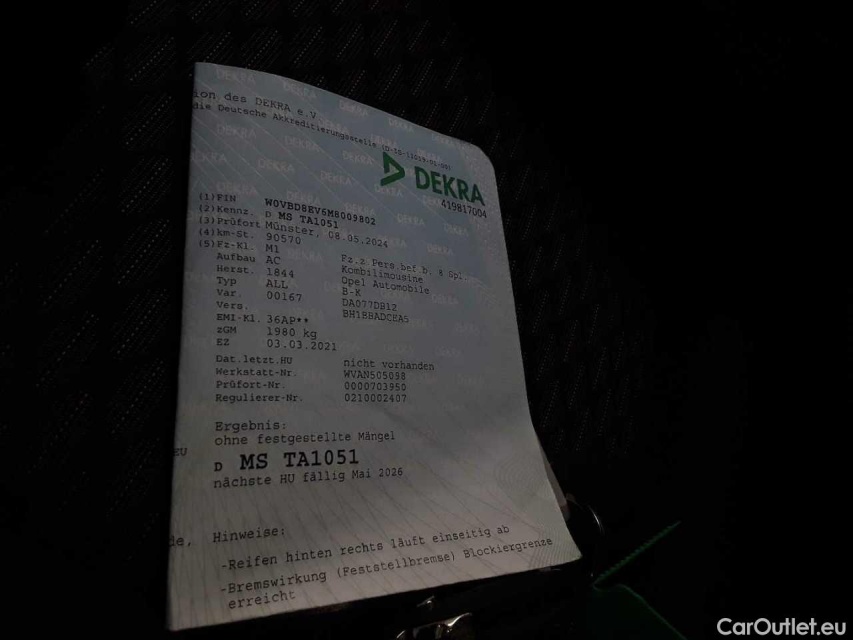 ion des DEKRA e.V
die Deutsche Akkreditierungsstelle
DEKRA
419817004
(1)FIN W0VBD8EV6M8009802
(2)Kennz. D MS TA1051
(3)Prüfort Münster, 08.05.2024
(4)km-St. 90570
(5)Fz-Kl. M1 Fz.z.Pers.bef.b. 8 Spl.
Aufbau AC Kombilimousine
Herst. 1844 Opel Automobile
Typ ALL B-K
Var. 00167 DA077DB12
Vers. BH18BADCEA5
EMI-Kl. 36AP**
zGM 1980 kg
EZ 03.03.2021
Dat.letzt.HU nicht vorhanden
Werkstatt-Nr. WVAN505098
Prüfort-Nr. 0000703950
Regulierer-Nr. 0210002407
Ergebnis:
ohne festgestellte Mängel
EU
D MS TA1051
nächste HU fällig Mai 2026
de, Hinweise:
-Reifen hinten rechts läuft einseitig ab
-Bremswirkung (Feststellbremse) Blockiergrenze
erreicht
CarOutlet.eu